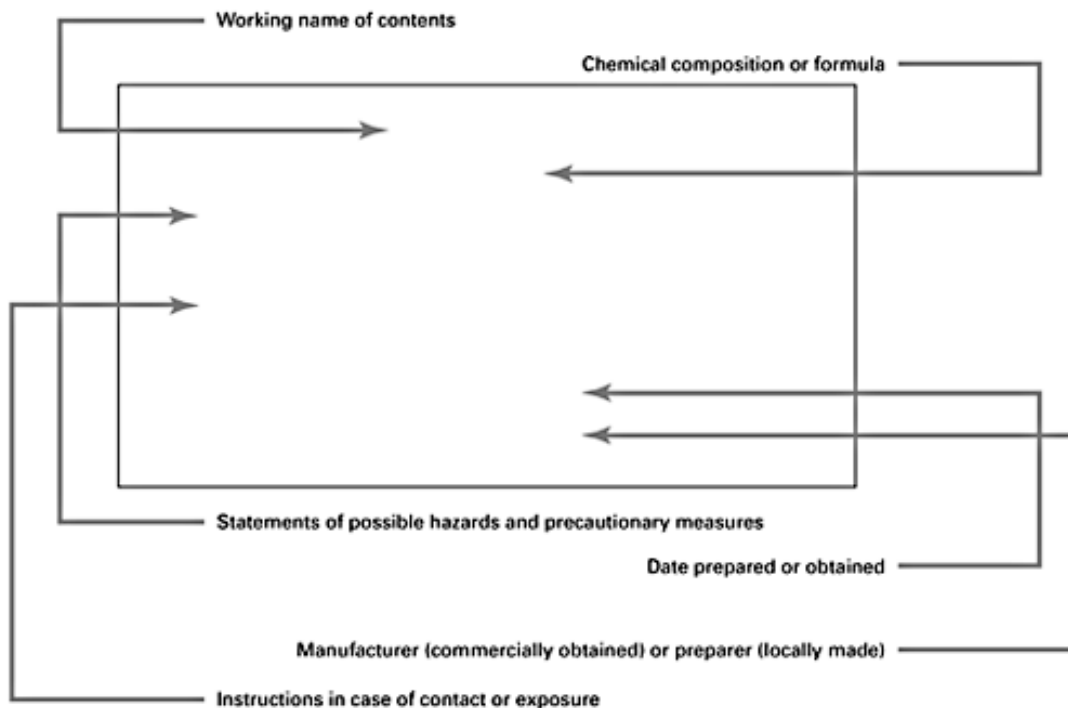 Working name of contents
Chemical composition or formula
Statements of possible hazards and precautionary measures
Date prepared or obtained
Manufacturer (commercially obtained) or preparer (locally made)
Instructions in case of contact or exposure